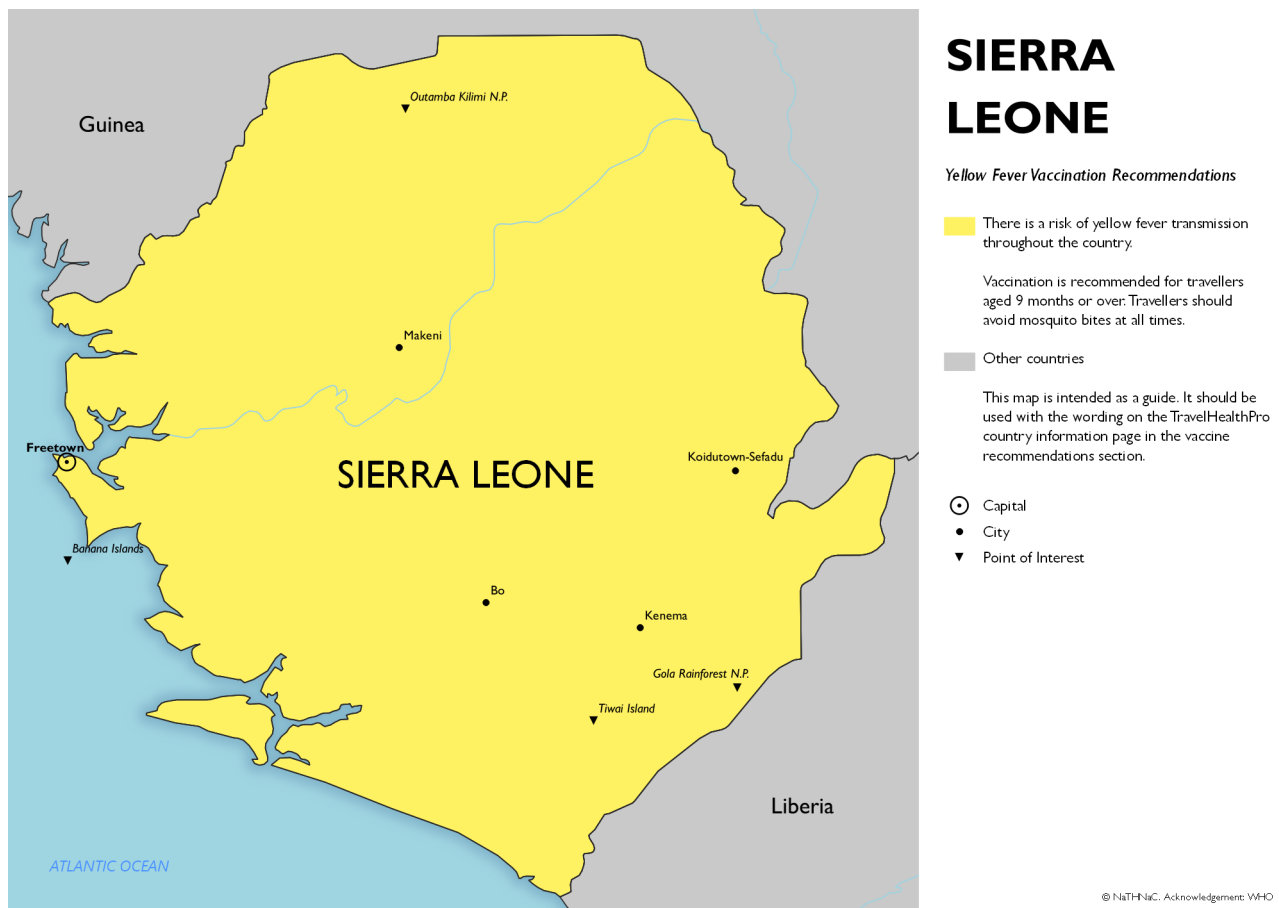 Guinea
Outamba Kilimi N.P.
Makeni
Freetown
SIERRA LEONE
Koidutown-Sefadu
Banana Islands
Bo
Kenema
Gola Rainforest N.P.
Tiwai Island
Liberia
ATLANTIC OCEAN
SIERRA
LEONE
Yellow Fever Vaccination Recommendations
There is a risk of yellow fever transmission
throughout the country.
Vaccination is recommended for travellers
aged 9 months or over. Travellers should
avoid mosquito bites at all times.
Other countries
This map is intended as a guide. It should be
used with the wording on the TravelHealthPro
country information page in the vaccine
recommendations section.
Capital
City
Point of Interest
© NaTHNaC. Acknowledgement: WHO